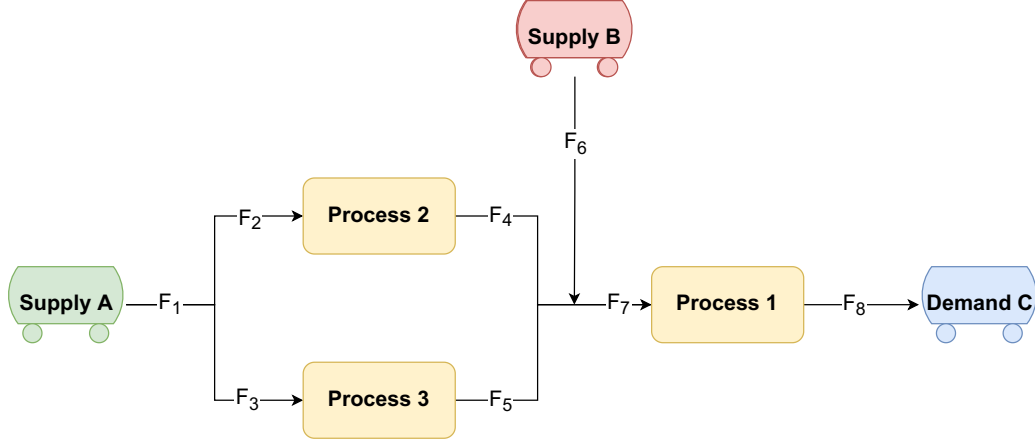 Supply B
F6
F2
Process 2
F4
Supply A
F1
F7
Process 1
F8
Demand C
F3
Process 3
F5